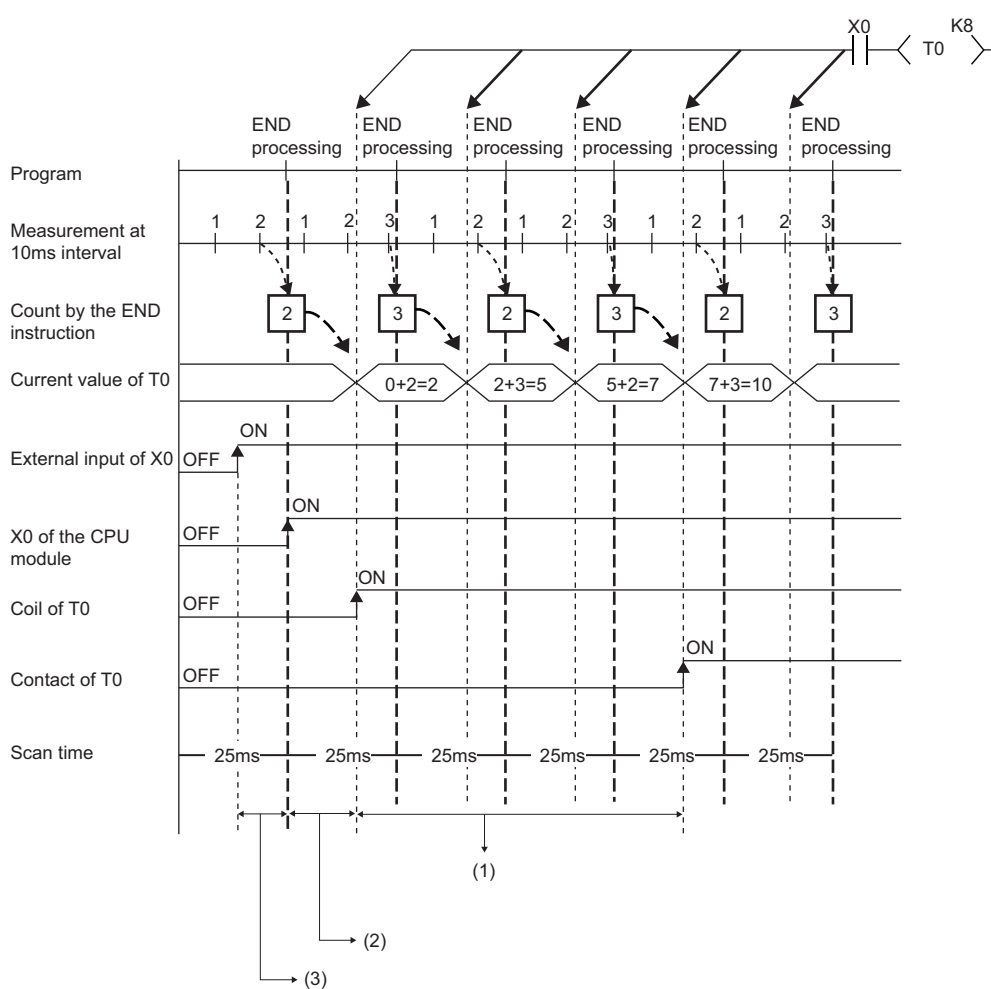 X0
K8
T0
END
processing
END
processing
END
processing
END
processing
END
processing
END
processing
Program
Measurement at
10ms interval
1 2 1 2 3 1 2 1 2 3 1 2 1 2 3
Count by the END
instruction
2 3 2 3 2 3
Current value of T0
0+2=2 2+3=5 5+2=7 7+3=10
External input of X0
OFF
ON
X0 of the CPU
module
OFF
ON
Coil of T0
OFF
ON
Contact of T0
OFF
ON
Scan time
25ms 25ms 25ms 25ms 25ms 25ms
(1)
(2)
(3)